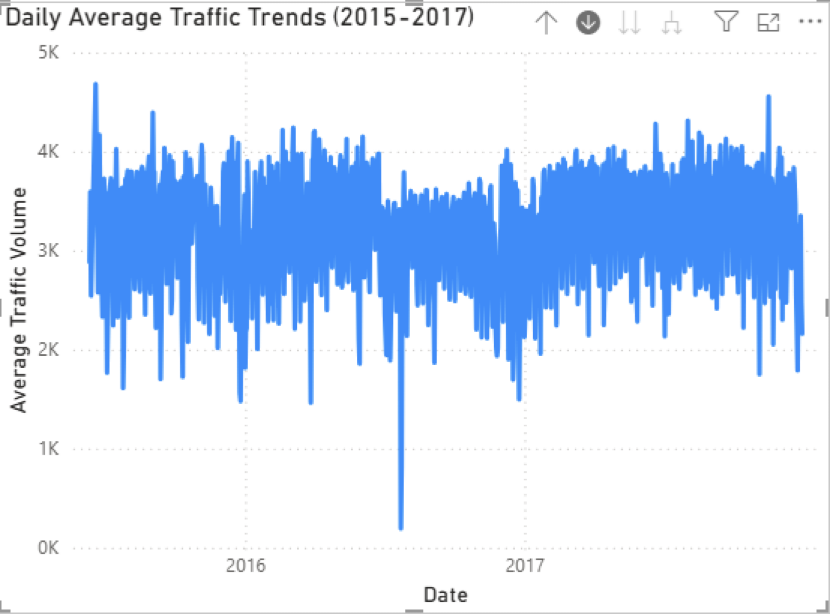 Daily Average Traffic Trends (2015-2017)
5K
4K
3K
2K
1K
0K
Average Traffic Volume
2016 2017
Date